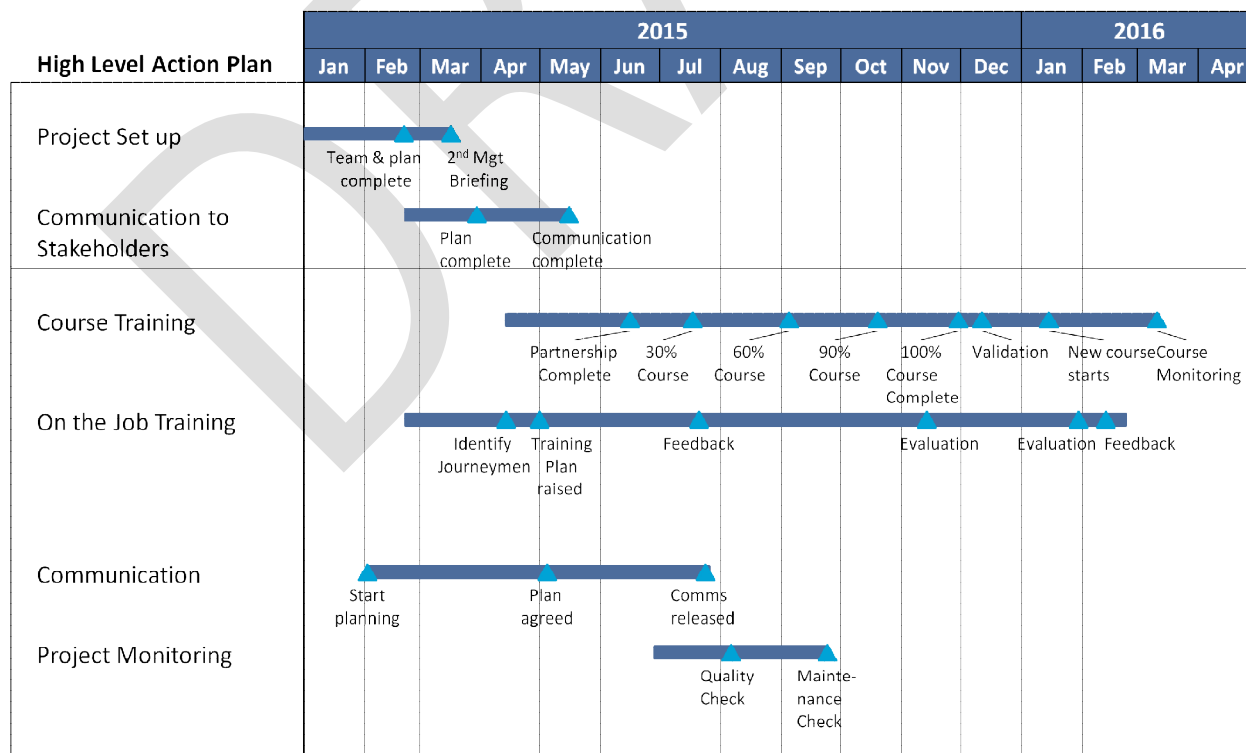 2015
2016
High Level Action Plan
Jan Feb Mar Apr May Jun Jul Aug Sep Oct Nov Dec Jan Feb Mar Apr
Project Set up
Team & plan
complete
2nd Mgt
Briefing
Communication to
Stakeholders
Plan
complete
Communication
complete
Course Training
Partnership
Complete
30%
Course
60%
Course
90%
Course
100%
Course
Complete
Validation
New course
starts
Course
Monitoring
On the Job Training
Identify
Journeymen
Training
Plan
raised
Feedback
Evaluation
Evaluation
Feedback
Communication
Start
planning
Plan
agreed
Comms
released
Project Monitoring
Quality
Check
Mainte-
nance
Check